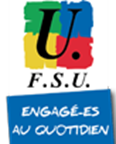 U.
F.S.U.
ENGAGÉ-ES
AU QUOTIDIEN